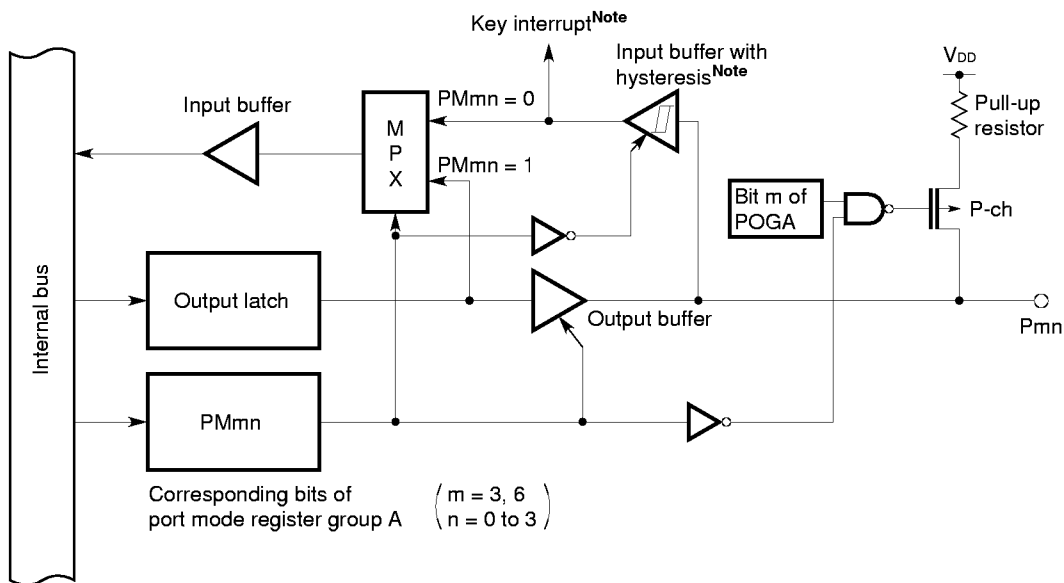 Key interrupt Note
Input buffer with
hysteresis Note
VDD
Pull-up
resistor
Input buffer
PMmn = 0
M
P
X
PMmn = 1
Bit m of
POGA
P-ch
Internal bus
Output latch
Output buffer
Pmn
PMmn
Corresponding bits of
port mode register group A
m = 3, 6
n = 0 to 3